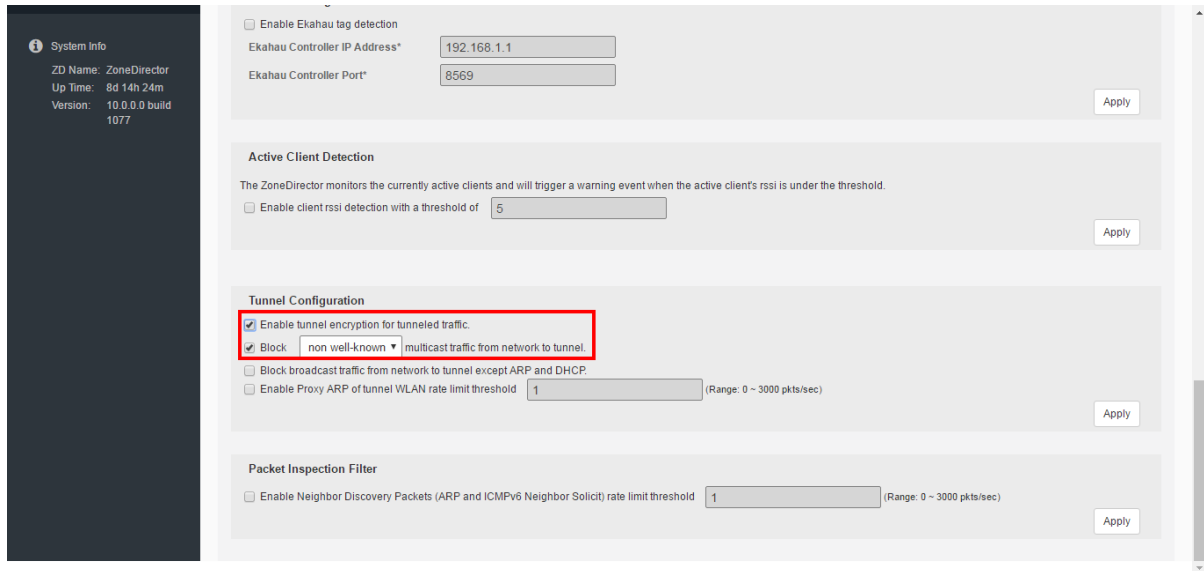 Enable Ekahau tag detection
Ekahau Controller IP Address* 192.168.1.1
Ekahau Controller Port* 8569
Apply
System Info
ZD Name: ZoneDirector
Up Time: 8d 14h 24m
Version: 10.0.0.0 build
1077
Active Client Detection
The ZoneDirector monitors the currently active clients and will trigger a warning event when the active client's rssi is under the threshold.
Enable client rssi detection with a threshold of 5
Apply
Tunnel Configuration
Enable tunnel encryption for tunneled traffic.
Block non well-known multicast traffic from network to tunnel.
Block broadcast traffic from network to tunnel except ARP and DHCP.
Enable Proxy ARP of tunnel WLAN rate limit threshold 1 (Range: 0 ~ 3000 pkts/sec)
Apply
Packet Inspection Filter
Enable Neighbor Discovery Packets (ARP and ICMPv6 Neighbor Solicit) rate limit threshold 1 (Range: 0 ~ 3000 pkts/sec)
Apply